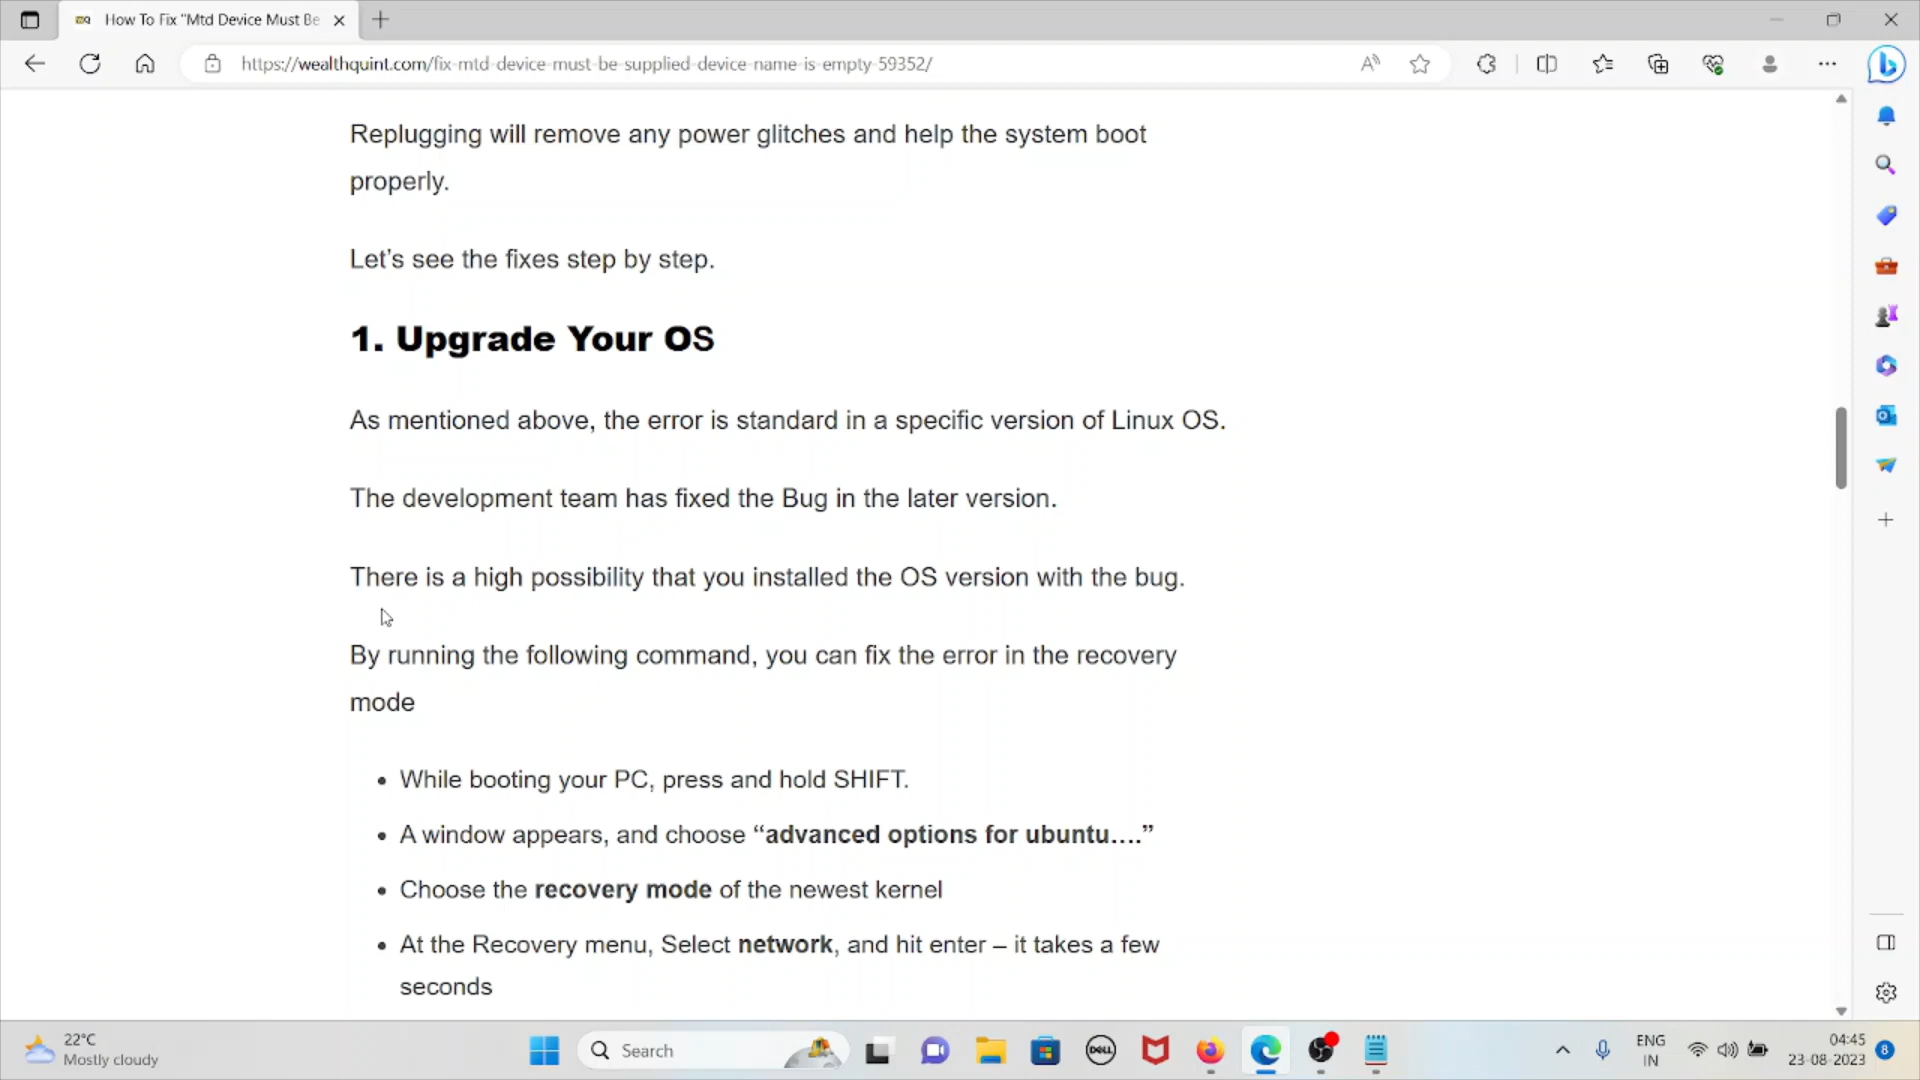 How To Fix "Mtd Device Must Be
https://wealthquint.com/fix-mtd-device-must-be-supplied-device-name-is-empty-59352/
Replugging will remove any power glitches and help the system boot
properly.
Let’s see the fixes step by step.
1. Upgrade Your OS
As mentioned above, the error is standard in a specific version of Linux OS.
The development team has fixed the Bug in the later version.
There is a high possibility that you installed the OS version with the bug.
By running the following command, you can fix the error in the recovery
mode
• While booting your PC, press and hold SHIFT.
• A window appears, and choose “advanced options for ubuntu….”
• Choose the recovery mode of the newest kernel
• At the Recovery menu, Select network, and hit enter – it takes a few
seconds
22°C
Mostly cloudy
Search
DELL
ENG
IN
04:45
23-08-2023
8